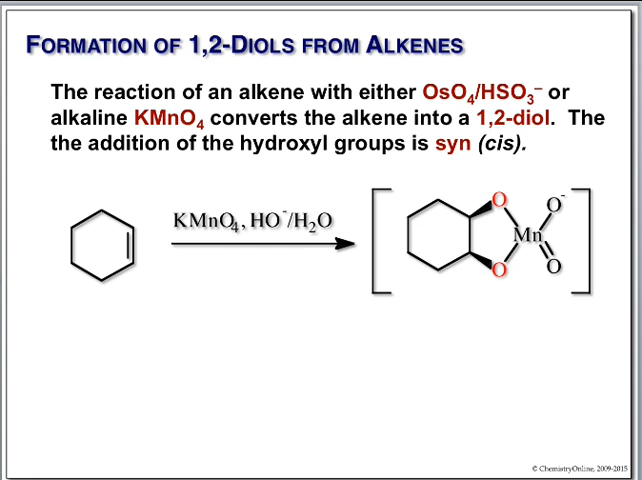 FORMATION OF 1,2-DIOLS FROM ALKENES
The reaction of an alkene with either OsO₄/HSO₃⁻ or
alkaline KMnO₄ converts the alkene into a 1,2-diol. The
the addition of the hydroxyl groups is syn (cis).
KMnO₄, HO⁻/H₂O
O O⁻
Mn
O O
© ChemistryOnline, 2009-2015